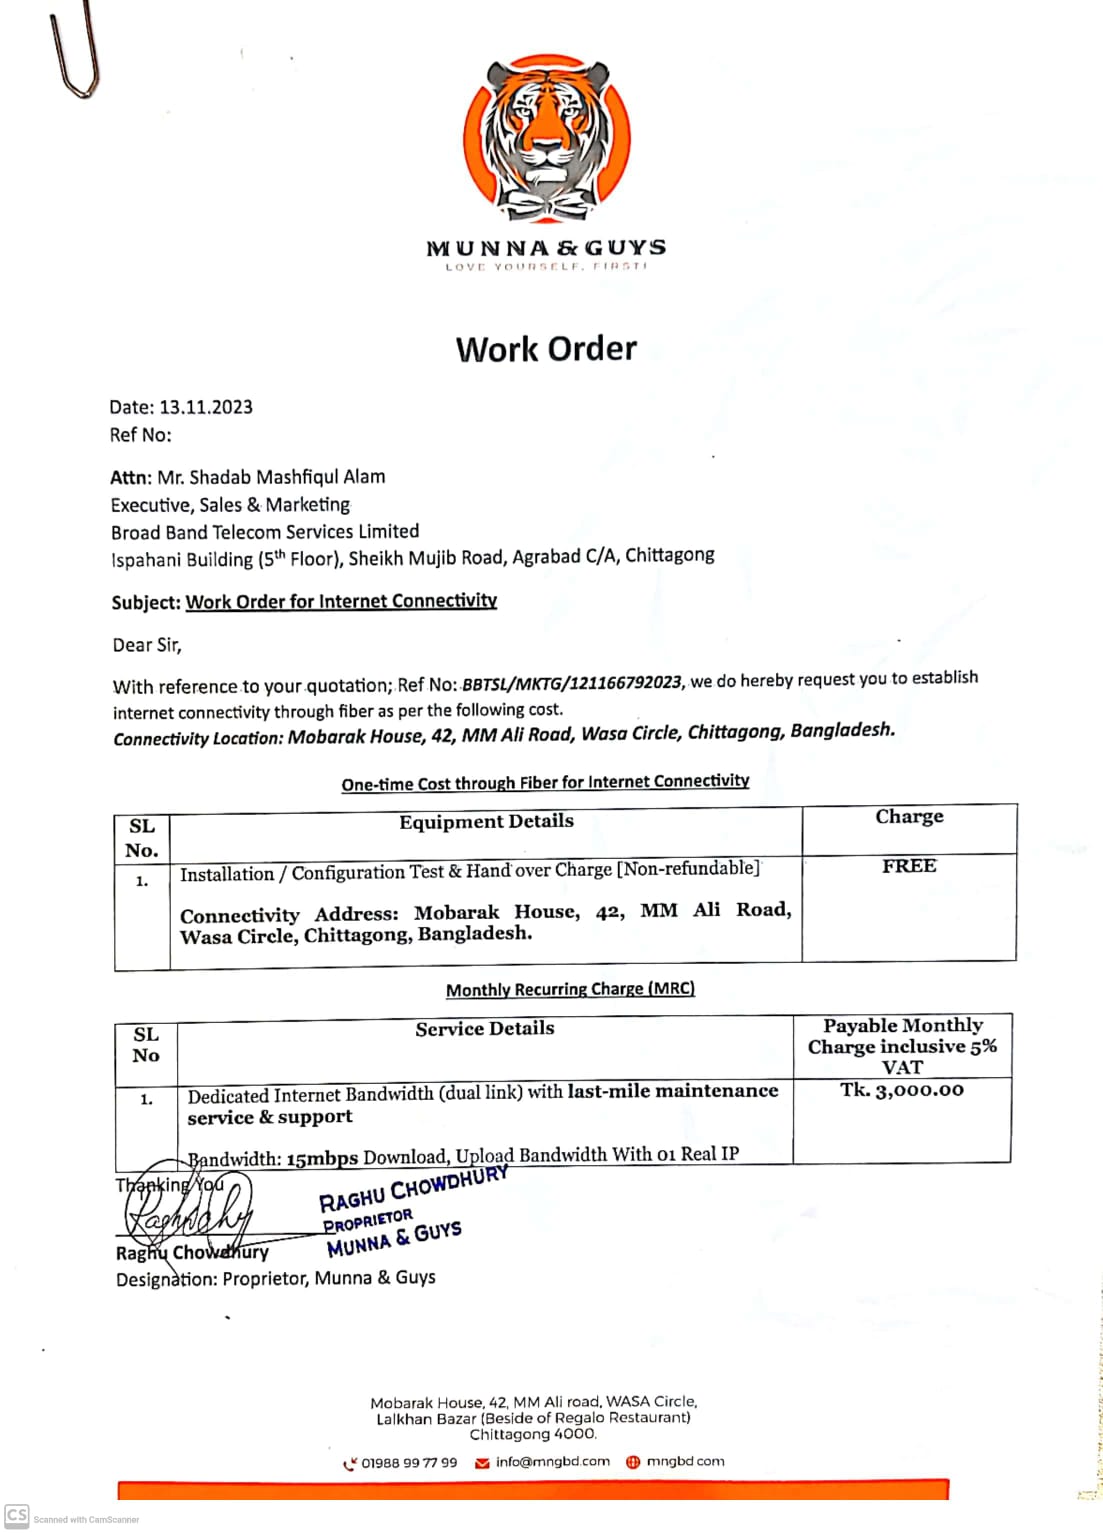 MUNNA & GUYS
LOVE YOURSELF, FIRST!
Work Order
Date: 13.11.2023
Ref No:
Attn: Mr. Shadab Mashfiqul Alam
Executive, Sales & Marketing
Broad Band Telecom Services Limited
Ispahani Building (5th Floor), Sheikh Mujib Road, Agrabad C/A, Chittagong
Subject: Work Order for Internet Connectivity
Dear Sir,
With reference to your quotation; Ref No: BBTSL/MKTG/121166792023, we do hereby request you to establish
internet connectivity through fiber as per the following cost.
Connectivity Location: Mobarak House, 42, MM Ali Road, Wasa Circle, Chittagong, Bangladesh.
One-time Cost through Fiber for Internet Connectivity
SL No. Equipment Details Charge
1. Installation / Configuration Test & Hand over Charge [Non-refundable] FREE
Connectivity Address: Mobarak House, 42, MM Ali Road,
Wasa Circle, Chittagong, Bangladesh.
Monthly Recurring Charge (MRC)
SL No Service Details Payable Monthly Charge inclusive 5% VAT
1. Dedicated Internet Bandwidth (dual link) with last-mile maintenance Tk. 3,000.00
service & support
Bandwidth: 15mbps Download, Upload Bandwidth With 01 Real IP
Thanking You
RAGHU CHOWDHURY
PROPRIETOR
MUNNA & GUYS
Raghu Chowdhury
Designation: Proprietor, Munna & Guys
Mobarak House, 42, MM Ali road, WASA Circle,
Lalkhan Bazar (Beside of Regalo Restaurant)
Chittagong 4000.
01988 99 77 99 info@mngbd.com mngbd.com
CS Scanned with CamScanner